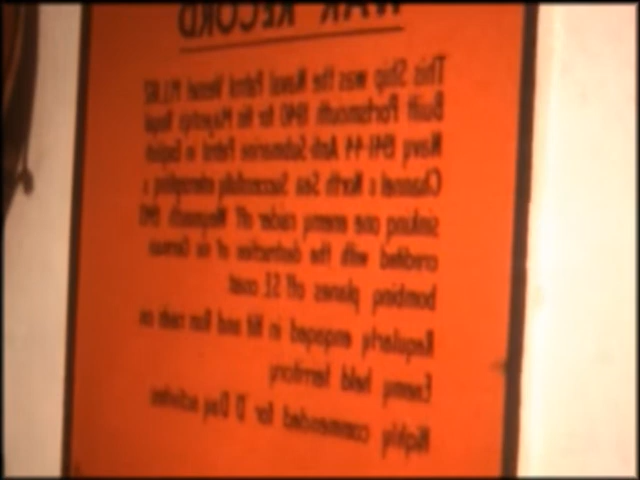 WAR RECORD
This Ship was the Naval Patrol Vessel M.L.
Built Portsmouth 1940 for his Majestys Royal
Navy 1941-44 Anti-Submarine Patrol in English
Channel & North Sea Successfully
sinking one enemy raider off Weymouth 1943
credited with the destruction of six German
bombing planes off S.E. coast
Regularly engaged in hit and Run raids on
Enemy held territory
Highly commended for 'D' Day activities